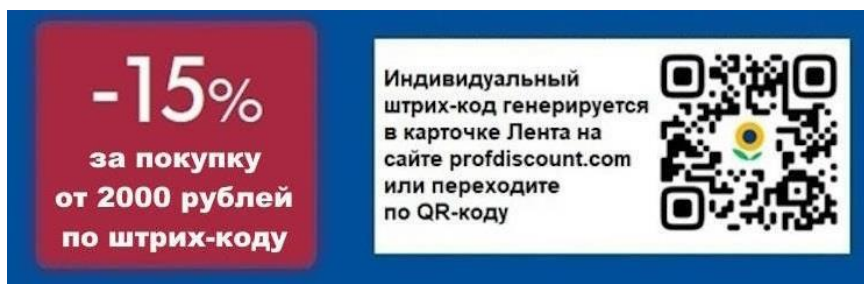 -15%
за покупку
от 2000 рублей
по штрих-коду
Индивидуальный
штрих-код генерируется
в карточке Лента на
сайте profdiscount.com
или переходите
по QR-коду